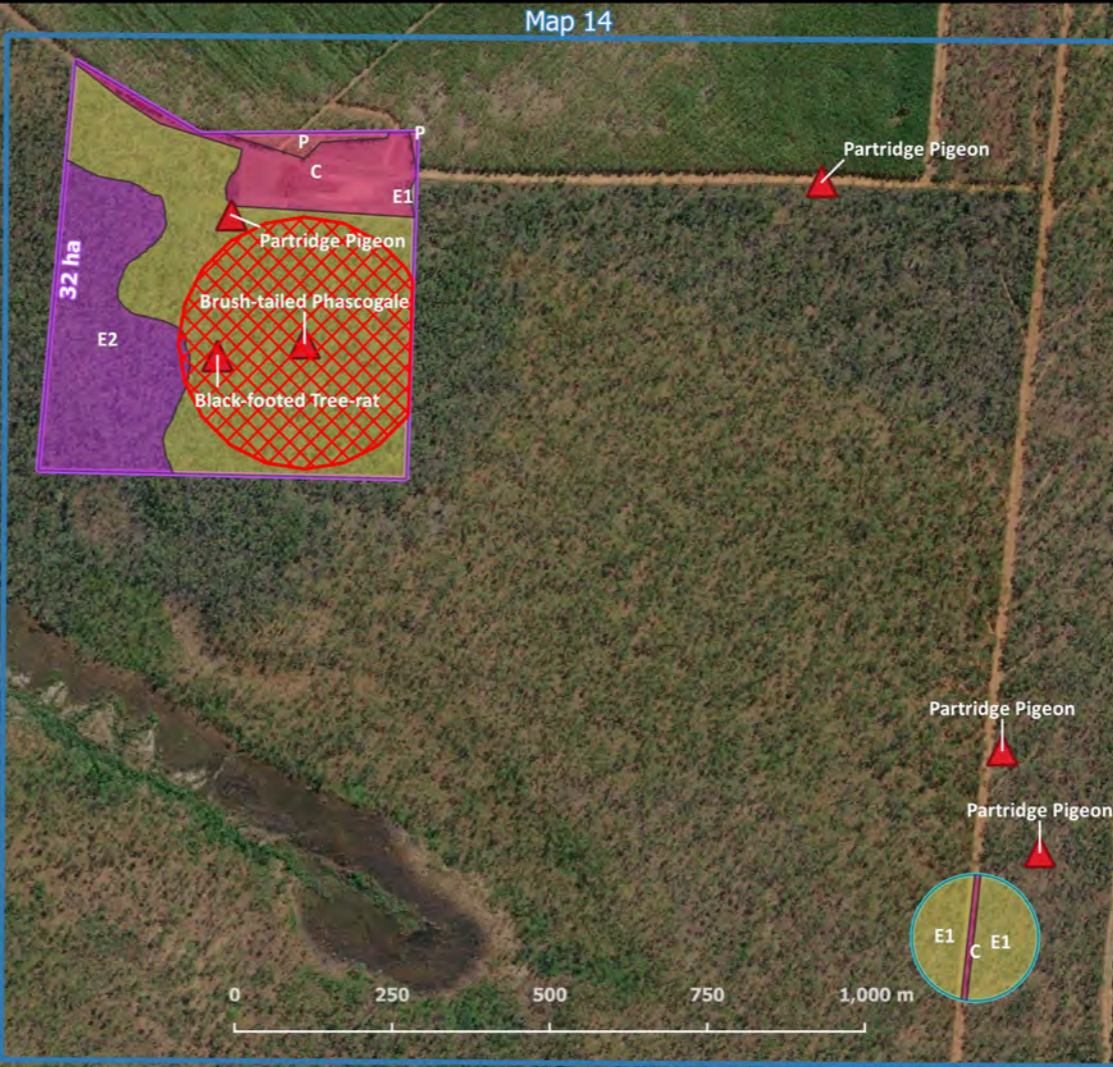 Map 14
P
P
Partridge Pigeon
C
E1
Partridge Pigeon
32 ha
Brush-tailed Phascogale
E2
Black-footed Tree-rat
Partridge Pigeon
Partridge Pigeon
E1
C
E1
0
250
500
750
1,000 m